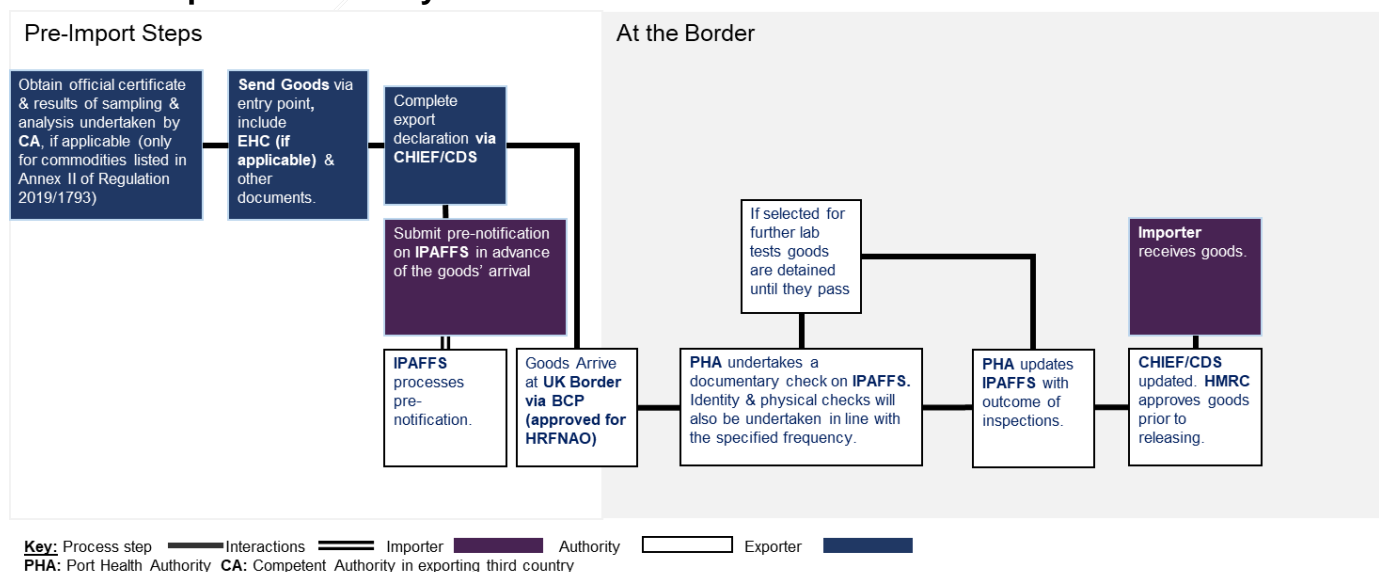 Pre-Import Steps
At the Border
Obtain official certificate
& results of sampling &
analysis undertaken by
CA, if applicable (only
for commodities listed in
Annex II of Regulation
2019/1793)
Send Goods via
entry point,
include
EHC (if
applicable) &
other
documents.
Complete
export
declaration via
CHIEF/CDS
Submit pre-notification
on IPAFFS in advance
of the goods’ arrival
IPAFFS
processes
pre-
notification.
Goods Arrive
at UK Border
via BCP
(approved for
HRFNAO)
PHA undertakes a
documentary check on IPAFFS.
Identity & physical checks will
also be undertaken in line with
the specified frequency.
If selected for
further lab
tests goods
are detained
until they pass
PHA updates
IPAFFS with
outcome of
inspections.
CHIEF/CDS
updated. HMRC
approves goods
prior to
releasing.
Importer
receives goods.
Key: Process step Interactions Importer Authority Exporter
PHA: Port Health Authority CA: Competent Authority in exporting third country